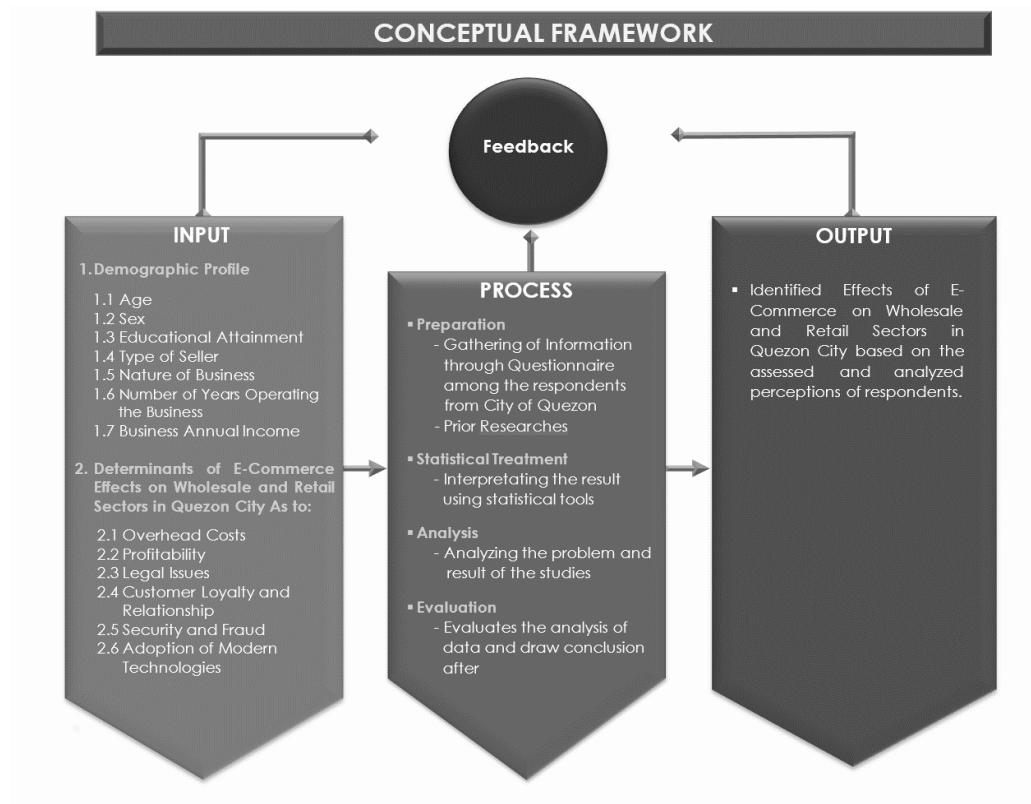 CONCEPTUAL FRAMEWORK
Feedback
INPUT
1. Demographic Profile
1.1 Age
1.2 Sex
1.3 Educational Attainment
1.4 Type of Seller
1.5 Nature of Business
1.6 Number of Years Operating
the Business
1.7 Business Annual Income
2. Determinants of E-Commerce
Effects on Wholesale and Retail
Sectors in Quezon City As to:
2.1 Overhead Costs
2.2 Profitability
2.3 Legal Issues
2.4 Customer Loyalty and
Relationship
2.5 Security and Fraud
2.6 Adoption of Modern
Technologies
PROCESS
▪ Preparation
- Gathering of Information
through Questionnaire
among the respondents
from City of Quezon
- Prior Researches
▪ Statistical Treatment
- Interpretating the result
using statistical tools
▪ Analysis
- Analyzing the problem and
result of the studies
▪ Evaluation
- Evaluates the analysis of
data and draw conclusion
after
OUTPUT
▪ Identified Effects of E-
Commerce on Wholesale
and Retail Sectors in
Quezon City based on the
assessed and analyzed
perceptions of respondents.